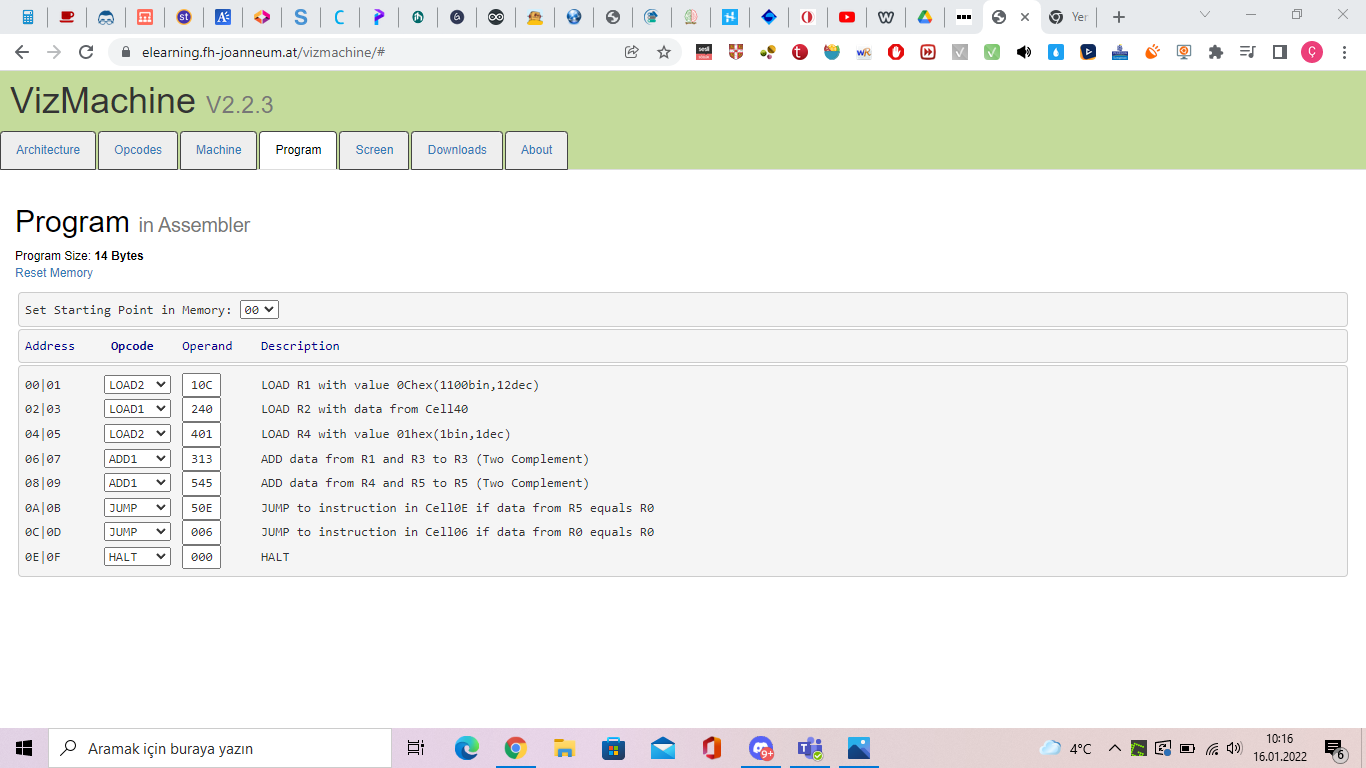 Yer
elearning.fh-joanneum.at/vizmachine/#
VizMachine V2.2.3
Architecture Opcodes Machine Program Screen Downloads About
Program in Assembler
Program Size: 14 Bytes
Reset Memory
Set Starting Point in Memory: 00
Address Opcode Operand Description
00|01 LOAD2 10C LOAD R1 with value 0Chex(1100bin,12dec)
02|03 LOAD1 240 LOAD R2 with data from Cell40
04|05 LOAD2 401 LOAD R4 with value 01hex(1bin,1dec)
06|07 ADD1 313 ADD data from R1 and R3 to R3 (Two Complement)
08|09 ADD1 545 ADD data from R4 and R5 to R5 (Two Complement)
0A|0B JUMP 50E JUMP to instruction in Cell0E if data from R5 equals R0
0C|0D JUMP 006 JUMP to instruction in Cell06 if data from R0 equals R0
0E|0F HALT 000 HALT
Aramak için buraya yazın
4°C
10:16
16.01.2022
6